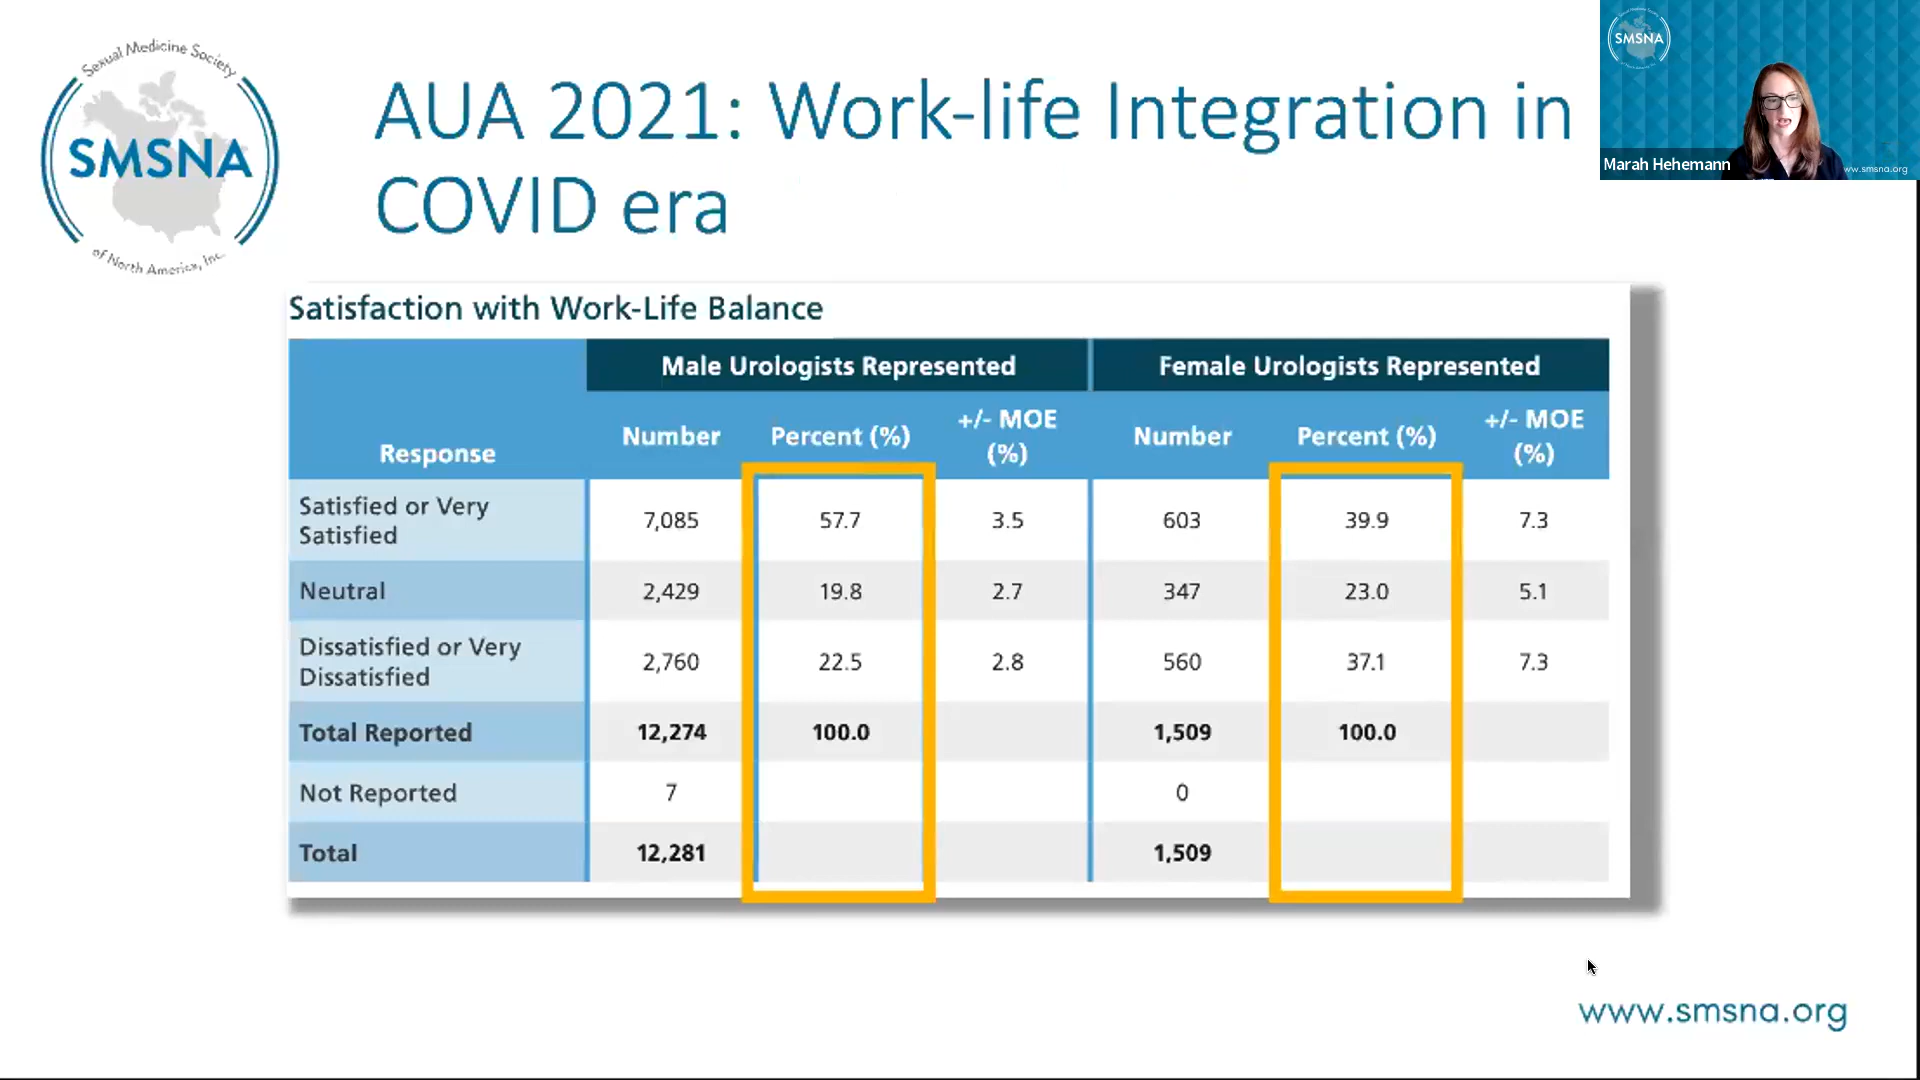 Sexual Medicine Society
SMSNA
of North America, Inc.
AUA 2021: Work-life Integration in
COVID era
SMSNA
Marah Hehemann
ww.smsna.org
Satisfaction with Work-Life Balance
Male Urologists Represented Female Urologists Represented
Response Number Percent (%) +/- MOE (%) Number Percent (%) +/- MOE (%)
Satisfied or Very Satisfied 7,085 57.7 3.5 603 39.9 7.3
Neutral 2,429 19.8 2.7 347 23.0 5.1
Dissatisfied or Very Dissatisfied 2,760 22.5 2.8 560 37.1 7.3
Total Reported 12,274 100.0 1,509 100.0
Not Reported 7 0
Total 12,281 1,509
www.smsna.org